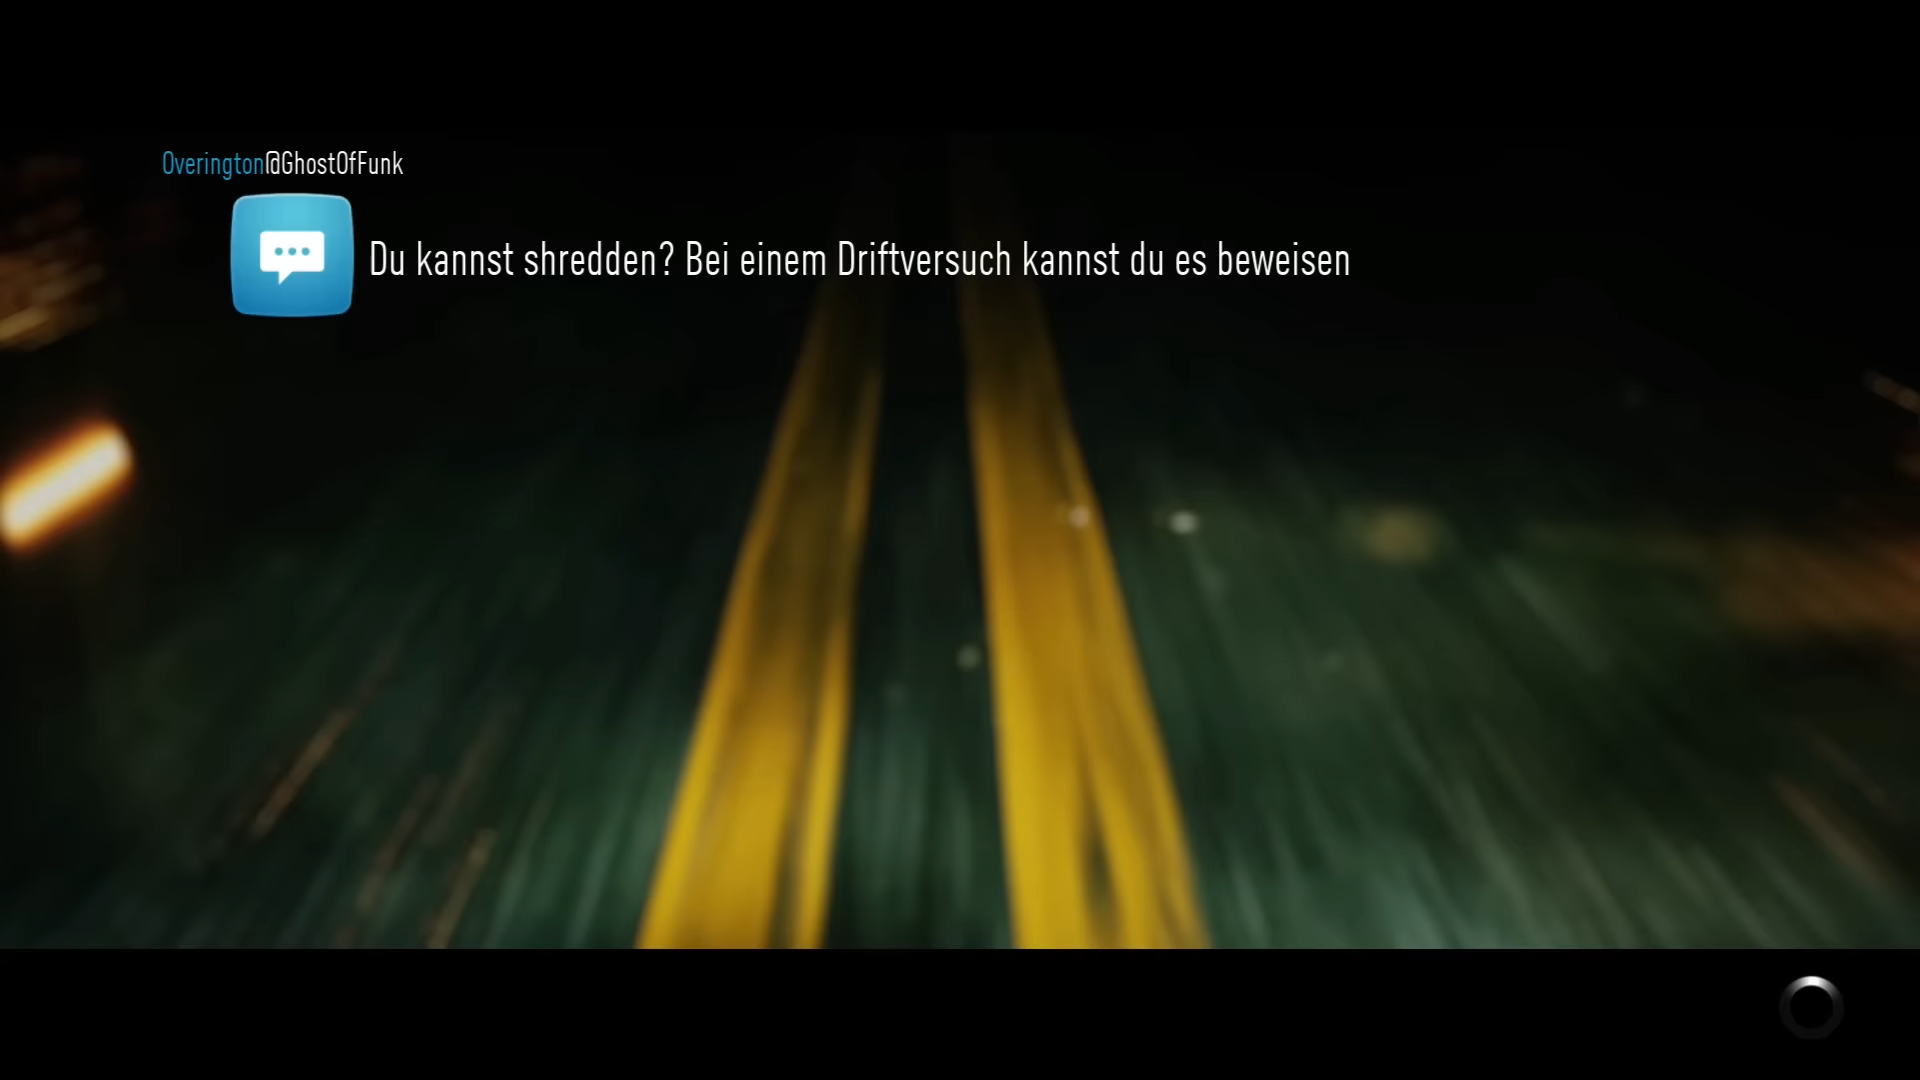 Overington@GhostOfFunk
Du kannst shredden? Bei einem Driftversuch kannst du es beweisen